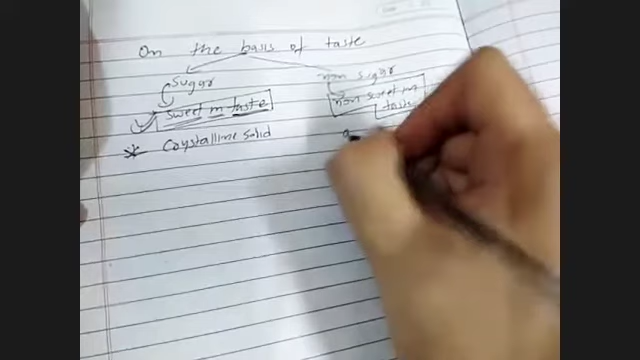 On the basis of taste
Sugar
non sugar
Sweet in taste
non sweet in
taste
* Crystalline solid
a